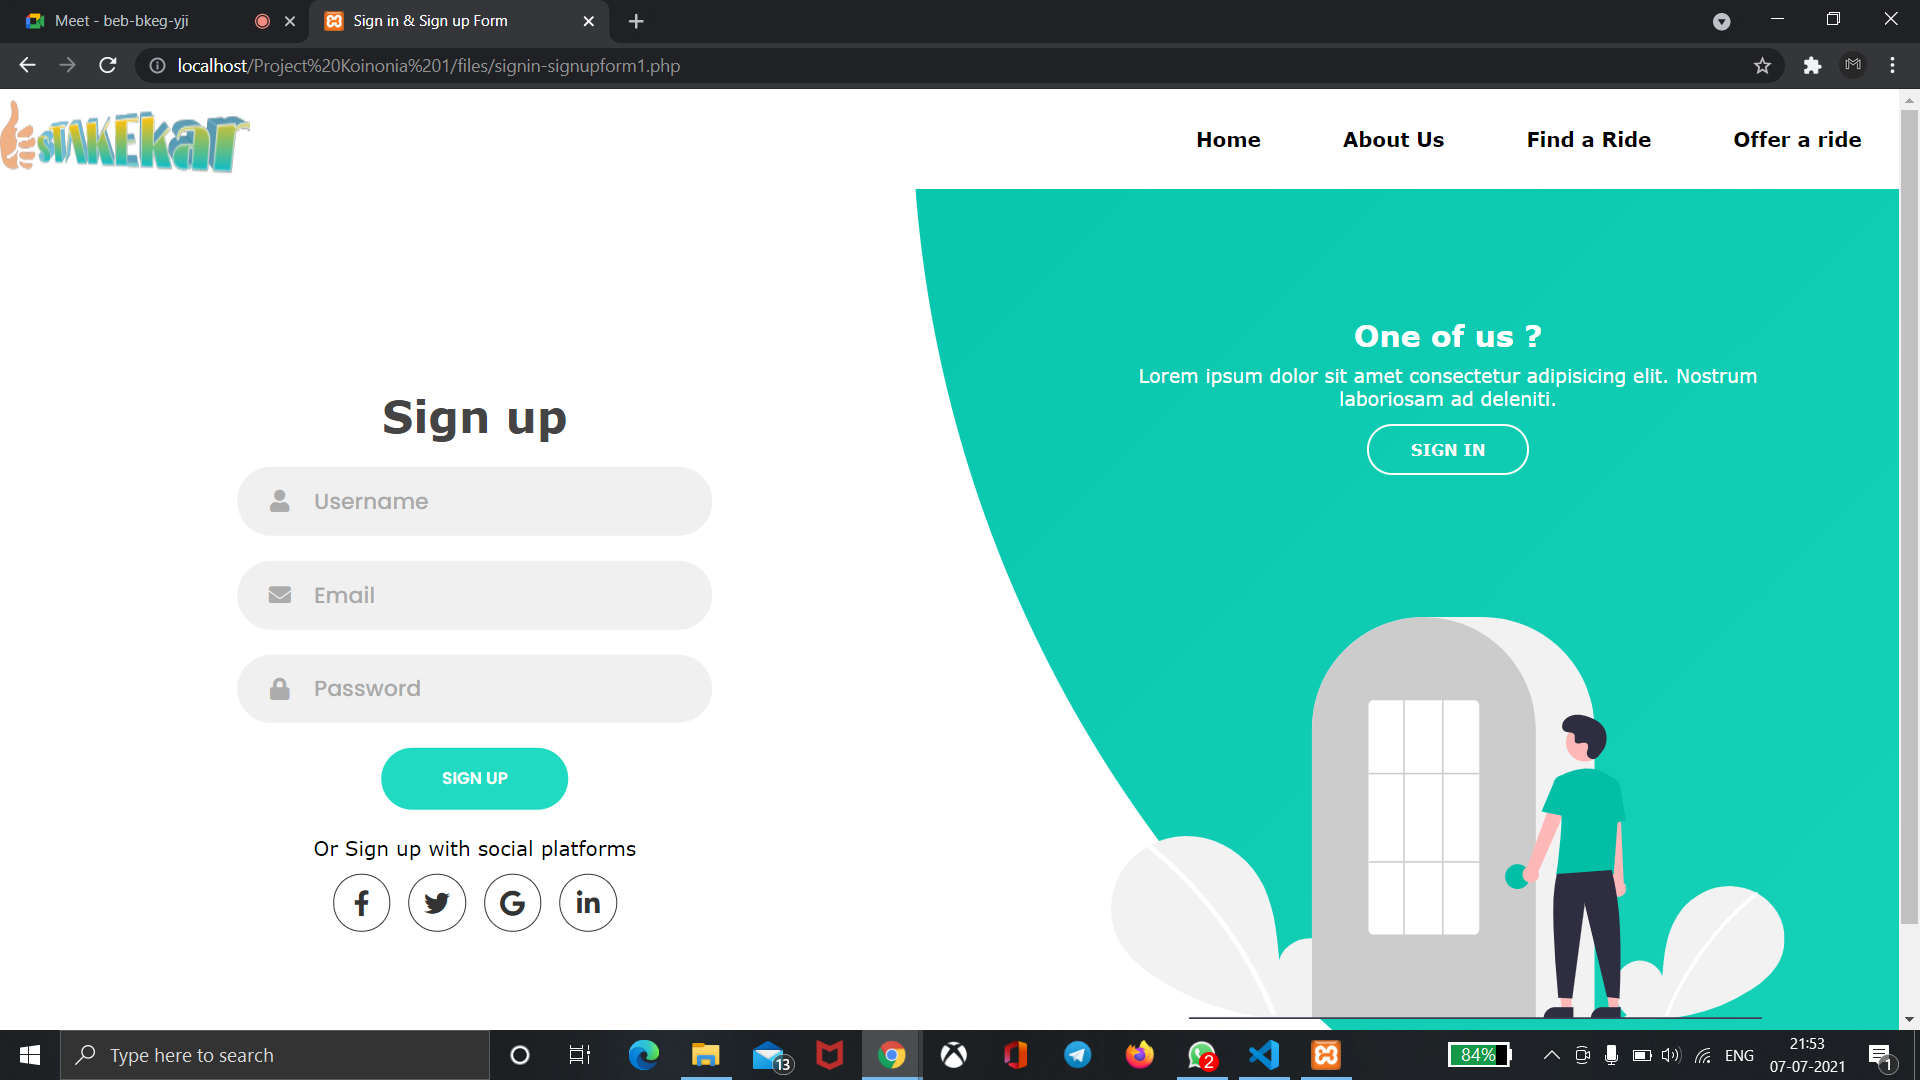 Meet - beb-bkeg-yji
Sign in & Sign up Form
localhost/Project%20Koinonia%201/files/signin-signupform1.php
Home
About Us
Find a Ride
Offer a ride
One of us ?
Lorem ipsum dolor sit amet consectetur adipisicing elit. Nostrum
laboriosam ad deleniti.
SIGN IN
Sign up
Username
Email
Password
SIGN UP
Or Sign up with social platforms
Type here to search
13
2
84%
ENG
21:53
07-07-2021
1